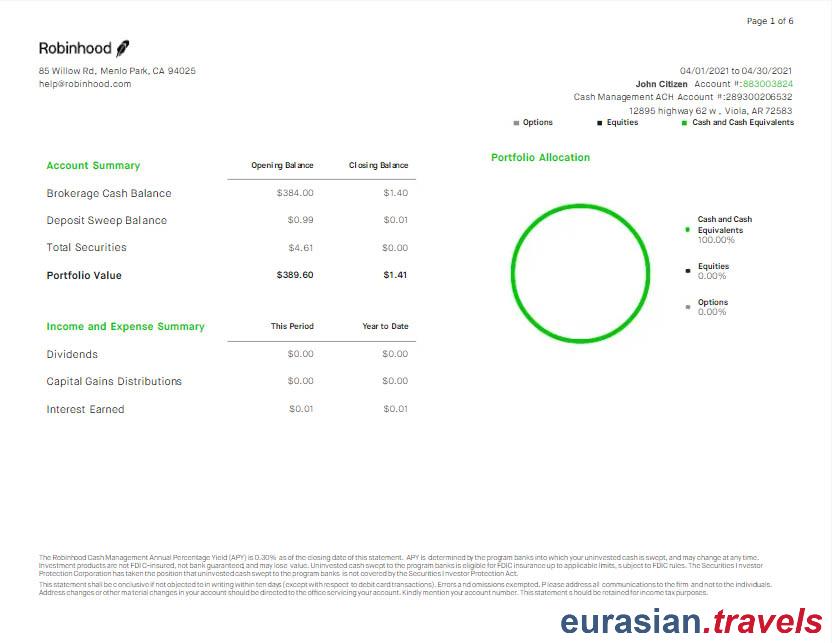 Page 1 of 6
Robinhood
85 Willow Rd, Menlo Park, CA 94025
help@robinhood.com
04/01/2021 to 04/30/2021
John Citizen Account #:883003824
Cash Management ACH Account #:289300206532
12895 highway 62 w , Viola, AR 72583
Options Equities Cash and Cash Equivalents
Account Summary Opening Balance Closing Balance
Brokerage Cash Balance $384.00 $1.40
Deposit Sweep Balance $0.99 $0.01
Total Securities $4.61 $0.00
Portfolio Value $389.60 $1.41
Portfolio Allocation
Cash and Cash
Equivalents
100.00%
Equities
0.00%
Options
0.00%
Income and Expense Summary This Period Year to Date
Dividends $0.00 $0.00
Capital Gains Distributions $0.00 $0.00
Interest Earned $0.01 $0.01
The Robinhood Cash Management Annual Percentage Yield (APY) is 0.30% as of the closing date of this statement. APY is determined by the program banks into which your uninvested cash is swept, and may change at any time.
Investment products are not FDIC-insured, not bank guaranteed, and may lose value. Uninvested cash swept to the program banks is eligible for FDIC insurance up to applicable limits, subject to FDIC rules. The Securities Investor
Protection Corporation has taken the position that uninvested cash swept to the program banks is not covered by the Securities Investor Protection Act.
This statement shall be conclusive if not objected to in writing within ten days (except with respect to debit card transactions). Errors and omissions exempted. Please address all communications to the firm and not to the individuals.
Address changes or other material changes in your account should be directed to the office servicing your account. Kindly mention your account number. This statement should be retained for income tax purposes.
eurasian.travels